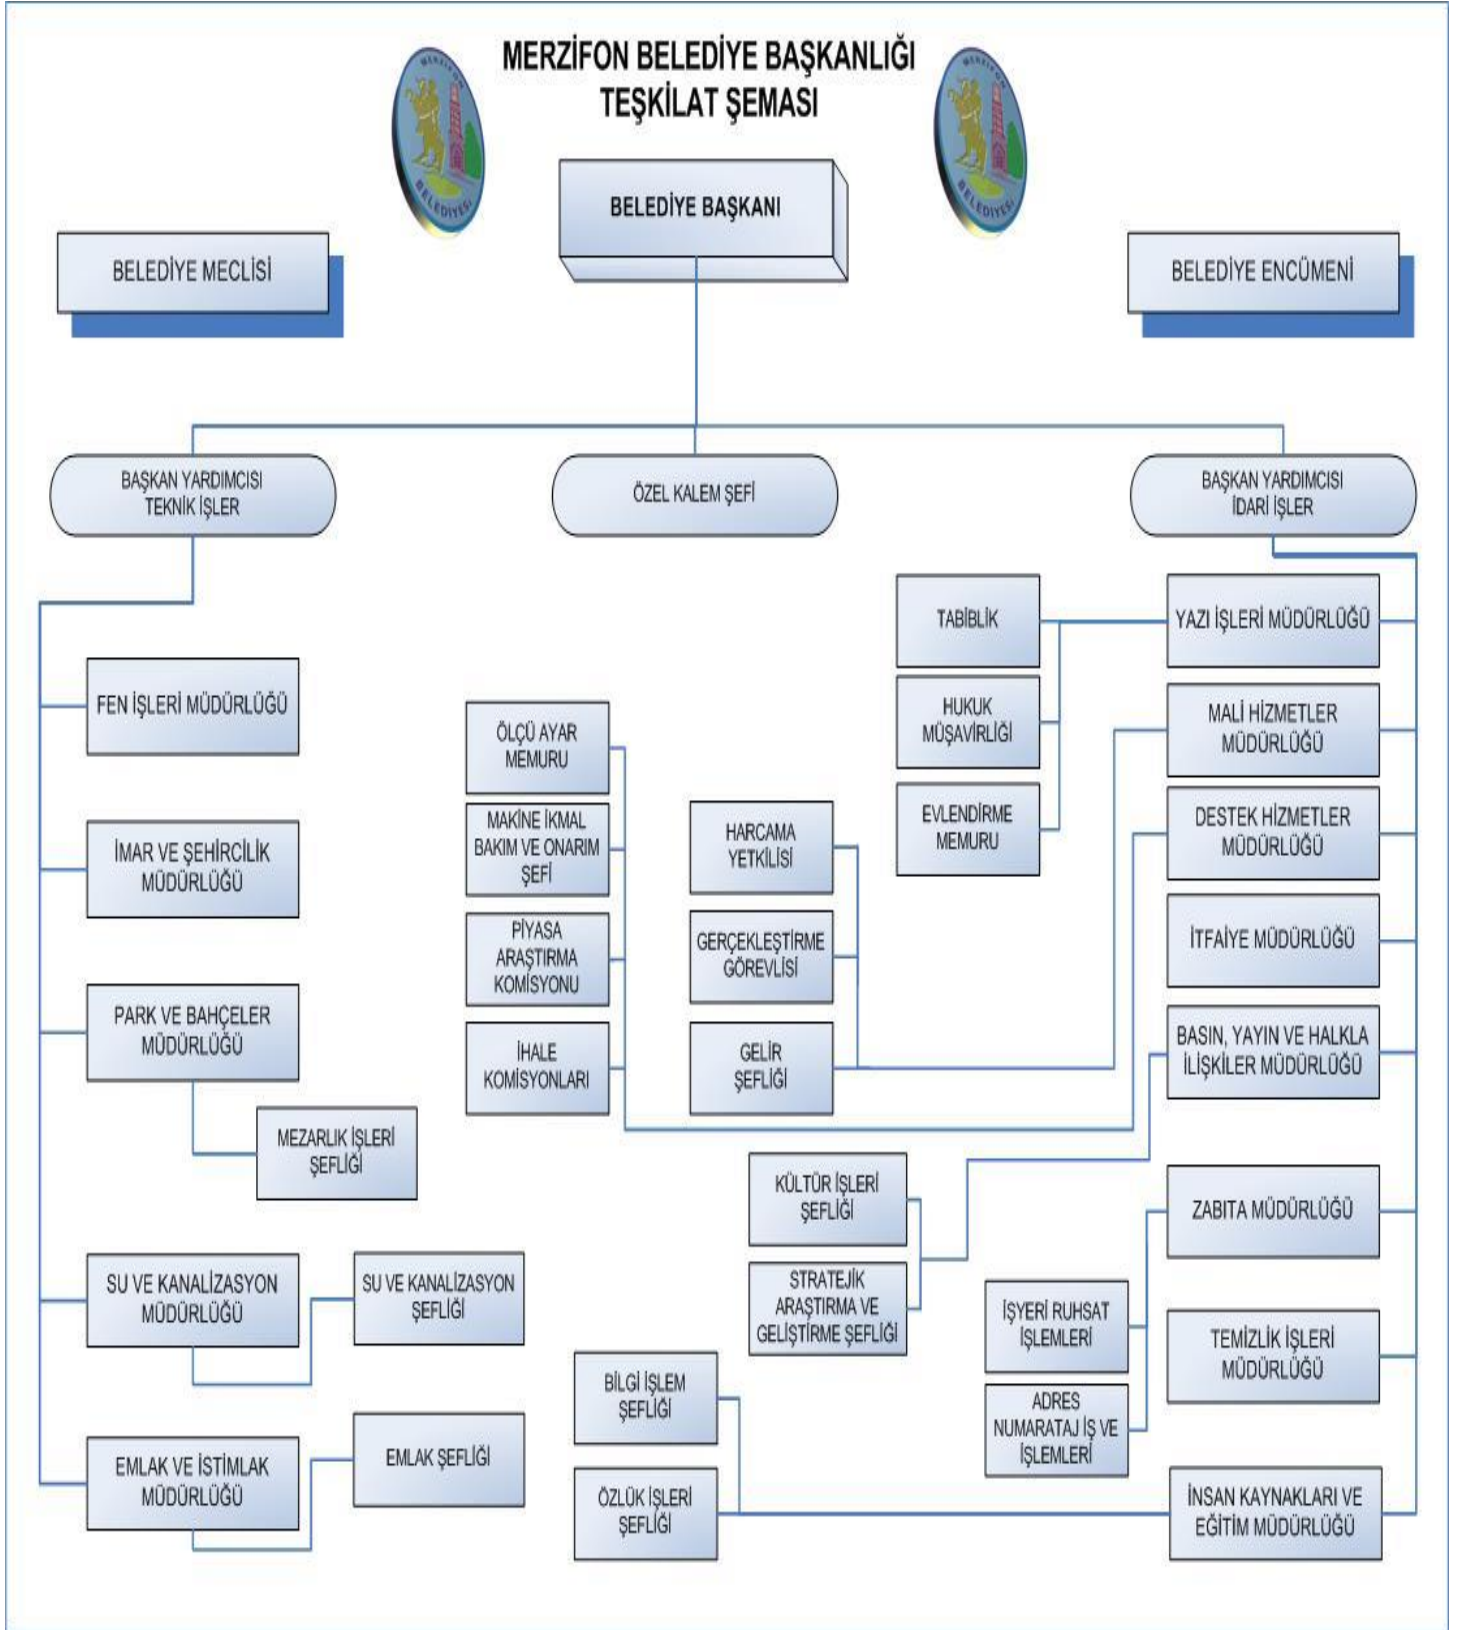 MERZİFON BELEDİYE BAŞKANLIĞI
TEŞKİLAT ŞEMASI
MERZİFON
BELEDİYESİ
MERZİFON
BELEDİYESİ
BELEDİYE BAŞKANI
BELEDİYE MECLİSİ
BELEDİYE ENCÜMENİ
BAŞKAN YARDIMCISI
TEKNİK İŞLER
ÖZEL KALEM ŞEFİ
BAŞKAN YARDIMCISI
İDARİ İŞLER
FEN İŞLERİ MÜDÜRLÜĞÜ
İMAR VE ŞEHİRCİLİK
MÜDÜRLÜĞÜ
PARK VE BAHÇELER
MÜDÜRLÜĞÜ
MEZARLIK İŞLERİ
ŞEFLİĞİ
SU VE KANALİZASYON
MÜDÜRLÜĞÜ
SU VE KANALİZASYON
ŞEFLİĞİ
EMLAK VE İSTİMLAK
MÜDÜRLÜĞÜ
EMLAK ŞEFLİĞİ
TABİBLİK
HUKUK
MÜŞAVİRLİĞİ
EVLENDİRME
MEMURU
YAZI İŞLERİ MÜDÜRLÜĞÜ
MALİ HİZMETLER
MÜDÜRLÜĞÜ
DESTEK HİZMETLER
MÜDÜRLÜĞÜ
İTFAİYE MÜDÜRLÜĞÜ
BASIN, YAYIN VE HALKLA
İLİŞKİLER MÜDÜRLÜĞÜ
ZABITA MÜDÜRLÜĞÜ
TEMİZLİK İŞLERİ
MÜDÜRLÜĞÜ
İNSAN KAYNAKLARI VE
EĞİTİM MÜDÜRLÜĞÜ
ÖLÇÜ AYAR
MEMURU
MAKİNE İKMAL
BAKIM VE ONARIM
ŞEFİ
PİYASA
ARAŞTIRMA
KOMİSYONU
İHALE
KOMİSYONLARI
HARCAMA
YETKİLİSİ
GERÇEKLEŞTİRME
GÖREVLİSİ
GELİR
ŞEFLİĞİ
KÜLTÜR İŞLERİ
ŞEFLİĞİ
STRATEJİK
ARAŞTIRMA VE
GELİŞTİRME ŞEFLİĞİ
İŞYERİ RUHSAT
İŞLEMLERİ
ADRES
NUMARATAJ İŞ VE
İŞLEMLERİ
BİLGİ İŞLEM
ŞEFLİĞİ
ÖZLÜK İŞLERİ
ŞEFLİĞİ